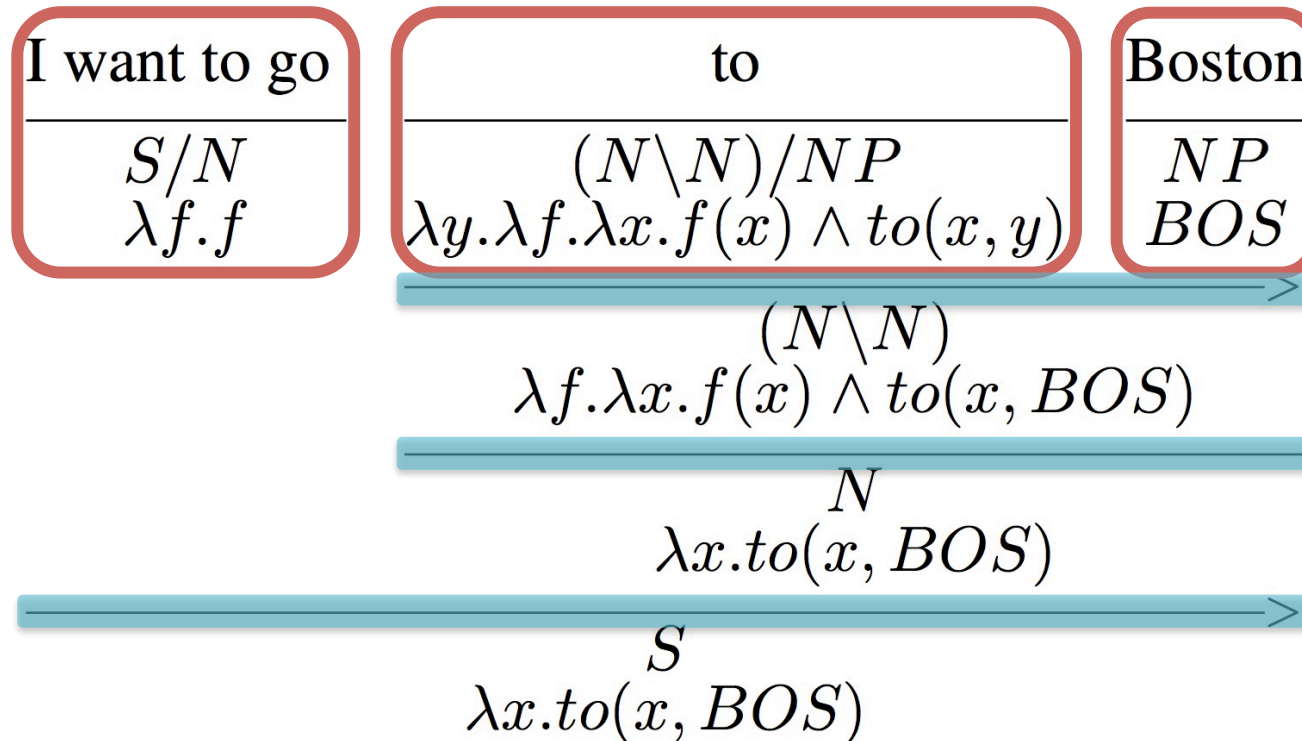 I want to go to Boston
S/N (N\N)/NP NP
λf.f λy.λf.λx.f(x) ∧ to(x, y) BOS
>
(N\N)
λf.λx.f(x) ∧ to(x, BOS)
N
λx.to(x, BOS)
>
S
λx.to(x, BOS)